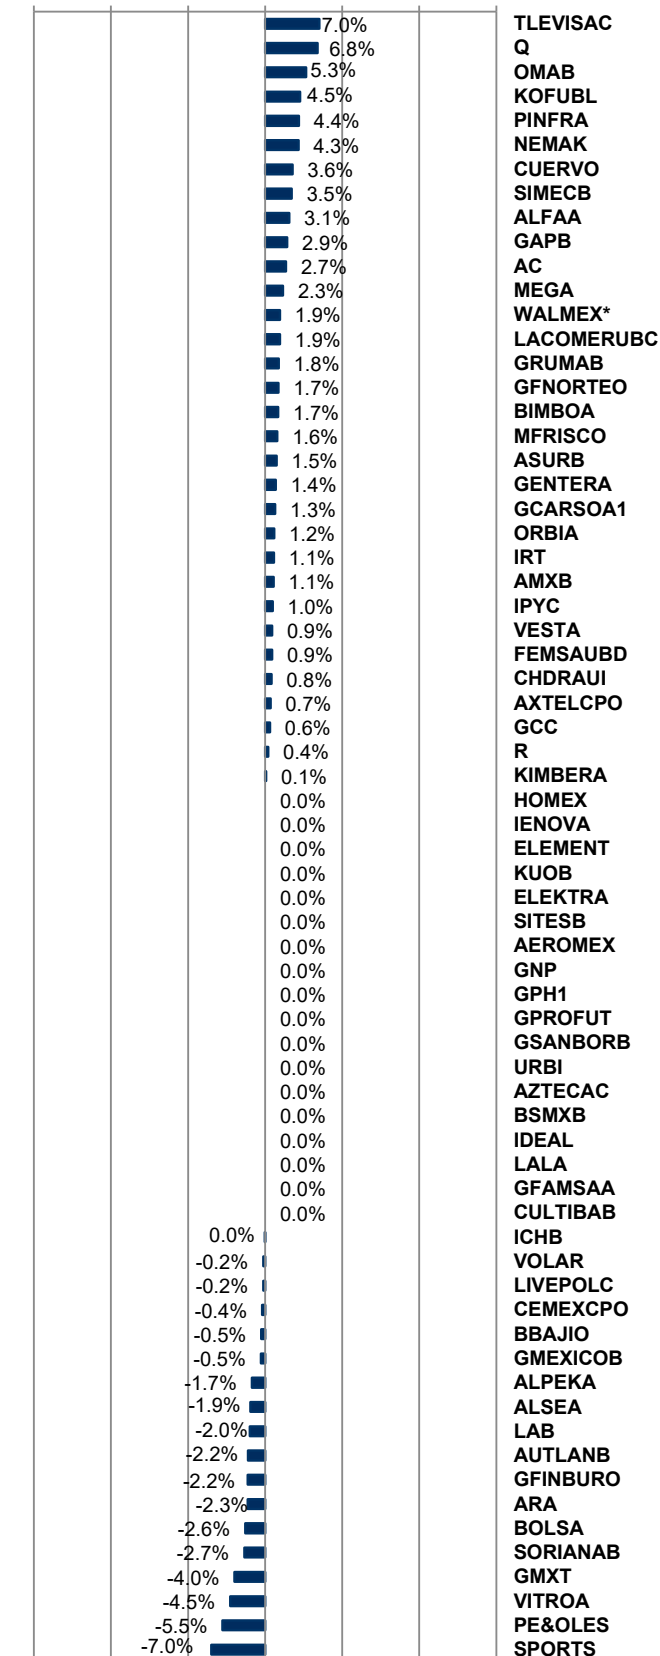 7.0% TLEVISAC
6.8% Q
5.3% OMAB
4.5% KOFUBL
4.4% PINFRA
4.3% NEMAK
3.6% CUERVO
3.5% SIMECB
3.1% ALFAA
2.9% GAPB
2.7% AC
2.3% MEGA
1.9% WALMEX*
1.9% LACOMERUBC
1.8% GRUMAB
1.7% GFNORTEO
1.7% BIMBOA
1.6% MFRISCO
1.5% ASURB
1.4% GENTERA
1.3% GCARSOA1
1.2% ORBIA
1.1% IRT
1.1% AMXB
1.0% IPYC
0.9% VESTA
0.9% FEMSAUBD
0.8% CHDRAUI
0.7% AXTELCPO
0.6% GCC
0.4% R
0.1% KIMBERA
0.0% HOMEX
0.0% IENOVA
0.0% ELEMENT
0.0% KUOB
0.0% ELEKTRA
0.0% SITESB
0.0% AEROMEX
0.0% GNP
0.0% GPH1
0.0% GPROFUT
0.0% GSANBORB
0.0% URBI
0.0% AZTECAC
0.0% BSMXB
0.0% IDEAL
0.0% LALA
0.0% GFAMSAA
0.0% CULTIBAB
0.0% ICHB
-0.2% VOLAR
-0.2% LIVEPOLC
-0.4% CEMEXCPO
-0.5% BBAJIO
-0.5% GMEXICOB
-1.7% ALPEKA
-1.9% ALSEA
-2.0% LAB
-2.2% AUTLANB
-2.2% GFINBURO
-2.3% ARA
-2.6% BOLSA
-2.7% SORIANAB
-4.0% GMXT
-4.5% VITROA
-5.5% PE&OLES
-7.0% SPORTS